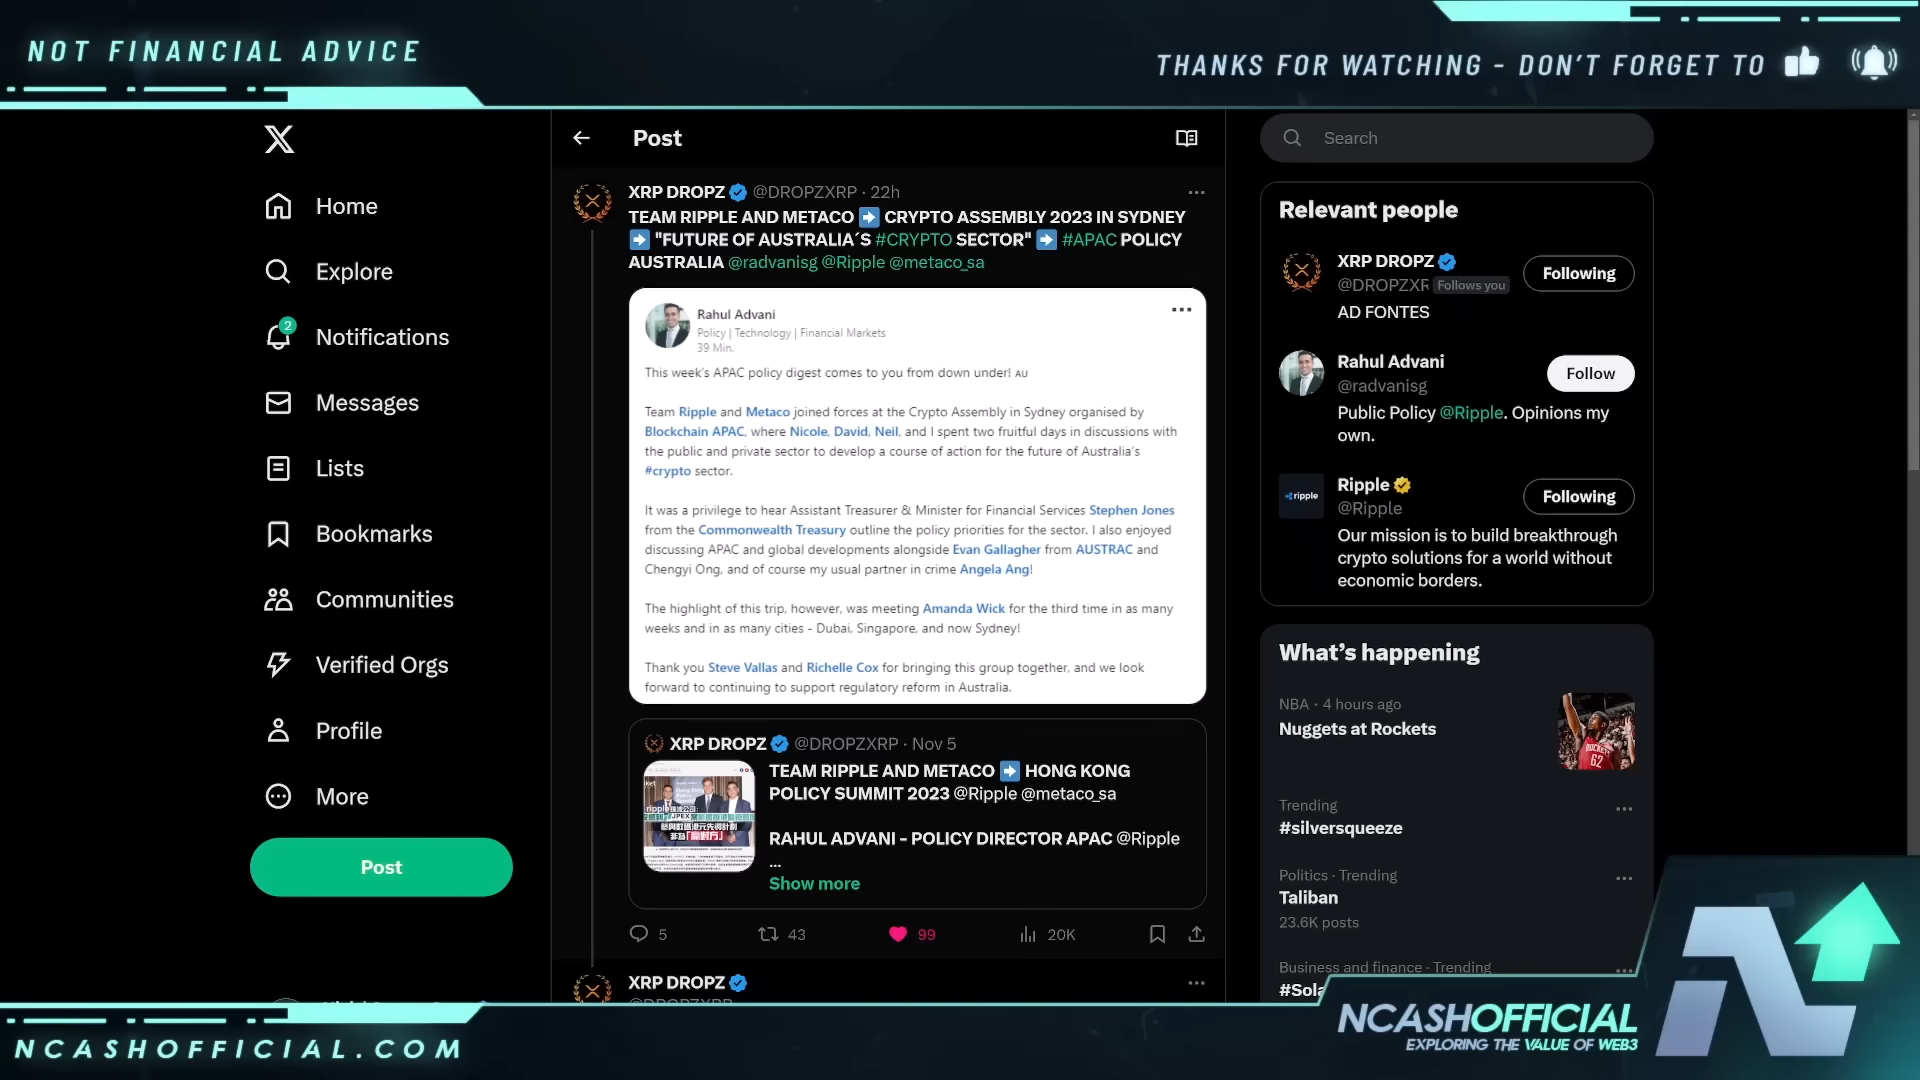 NOT FINANCIAL ADVICE
THANKS FOR WATCHING - DON'T FORGET TO
Home
Explore
2
Notifications
Messages
Lists
Bookmarks
Communities
Verified Orgs
Profile
More
Post
Post
XRP DROPZ @DROPZXRP · 22h
TEAM RIPPLE AND METACO ➡️ CRYPTO ASSEMBLY 2023 IN SYDNEY
➡️ "FUTURE OF AUSTRALIA´S #CRYPTO SECTOR" ➡️ #APAC POLICY
AUSTRALIA @radvanisg @Ripple @metaco_sa
Rahul Advani
Policy | Technology | Financial Markets
39 Min.
This week's APAC policy digest comes to you from down under! AU
Team Ripple and Metaco joined forces at the Crypto Assembly in Sydney organised by
Blockchain APAC, where Nicole, David, Neil, and I spent two fruitful days in discussions with
the public and private sector to develop a course of action for the future of Australia's
#crypto sector.
It was a privilege to hear Assistant Treasurer & Minister for Financial Services Stephen Jones
from the Commonwealth Treasury outline the policy priorities for the sector. I also enjoyed
discussing APAC and global developments alongside Evan Gallagher from AUSTRAC and
Chengyi Ong, and of course my usual partner in crime Angela Ang!
The highlight of this trip, however, was meeting Amanda Wick for the third time in as many
weeks and in as many cities - Dubai, Singapore, and now Sydney!
Thank you Steve Vallas and Richelle Cox for bringing this group together, and we look
forward to continuing to support regulatory reform in Australia.
XRP DROPZ @DROPZXRP · Nov 5
TEAM RIPPLE AND METACO ➡️ HONG KONG
POLICY SUMMIT 2023 @Ripple @metaco_sa
RAHUL ADVANI - POLICY DIRECTOR APAC @Ripple
...
Show more
5
43
99
20K
XRP DROPZ
@DROPZXRP
Search
Relevant people
XRP DROPZ
Following
@DROPZXR Follows you
AD FONTES
Rahul Advani
Follow
@radvanisg
Public Policy @Ripple. Opinions my
own.
ripple
Ripple
Following
@Ripple
Our mission is to build breakthrough
crypto solutions for a world without
economic borders.
What's happening
NBA · 4 hours ago
Nuggets at Rockets
Trending
#silversqueeze
Politics · Trending
Taliban
23.6K posts
Business and finance · Trending
#Sola
NCASHOFFICIAL.COM
NCASHOFFICIAL
EXPLORING THE VALUE OF WEB3